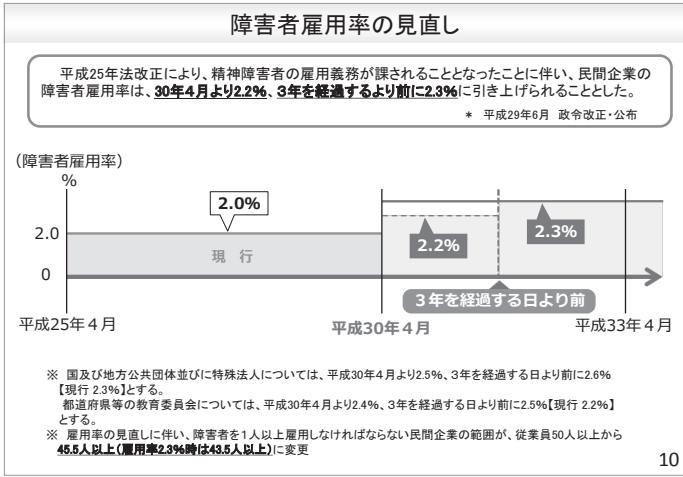 障害者雇用率の見直し
平成25年法改正により、精神障害者の雇用義務が課されることとなったことに伴い、民間企業の
障害者雇用率は、30年4月より2.2%、3年を経過するより前に2.3%に引き上げられることとした。
* 平成29年6月 政令改正・公布
(障害者雇用率)
%
2.0%
2.0
現 行
2.2%
2.3%
0
3年を経過する日より前
平成25年4月
平成30年4月
平成33年4月
※ 国及び地方公共団体並びに特殊法人については、平成30年4月より2.5%、3年を経過する日より前に2.6%
【現行 2.3%】とする。
都道府県等の教育委員会については、平成30年4月より2.4%、3年を経過する日より前に2.5%【現行 2.2%】
とする。
※ 雇用率の見直しに伴い、障害者を1人以上雇用しなければならない民間企業の範囲が、従業員50人以上から
45.5人以上(雇用率2.3%時は43.5人以上)に変更
10